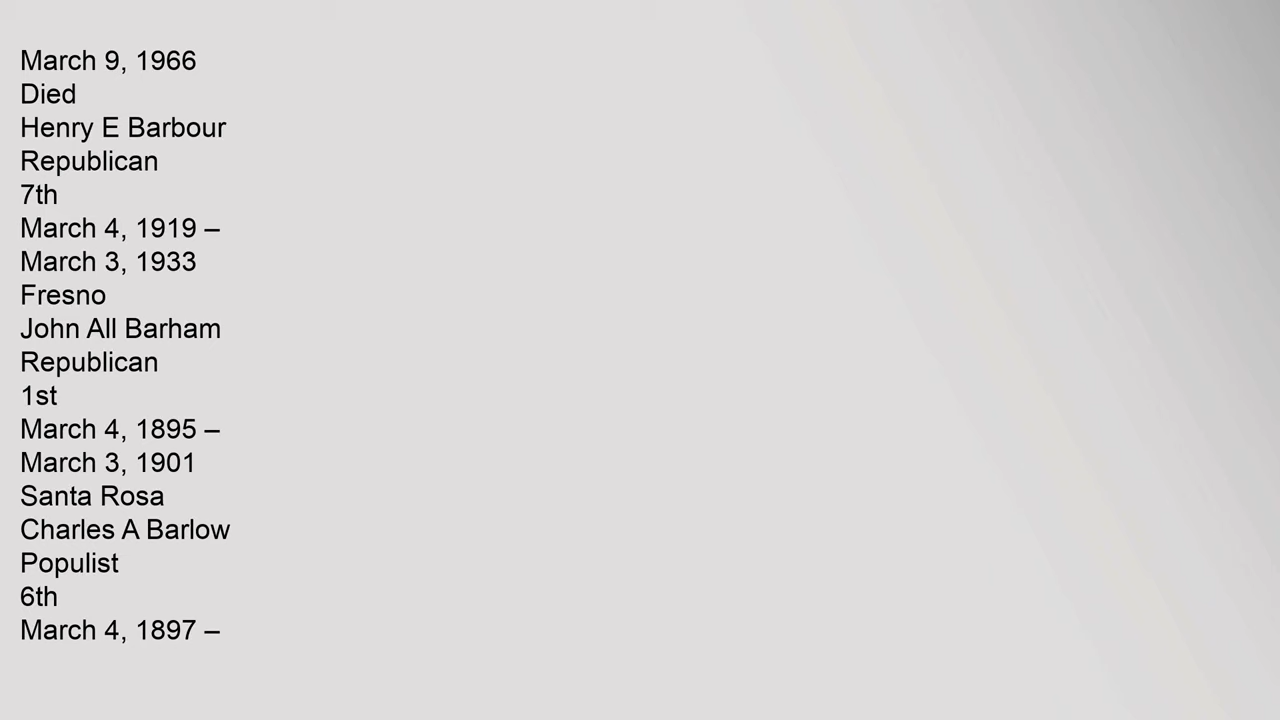 March 9, 1966
Died
Henry E Barbour
Republican
7th
March 4, 1919 –
March 3, 1933
Fresno
John All Barham
Republican
1st
March 4, 1895 –
March 3, 1901
Santa Rosa
Charles A Barlow
Populist
6th
March 4, 1897 –